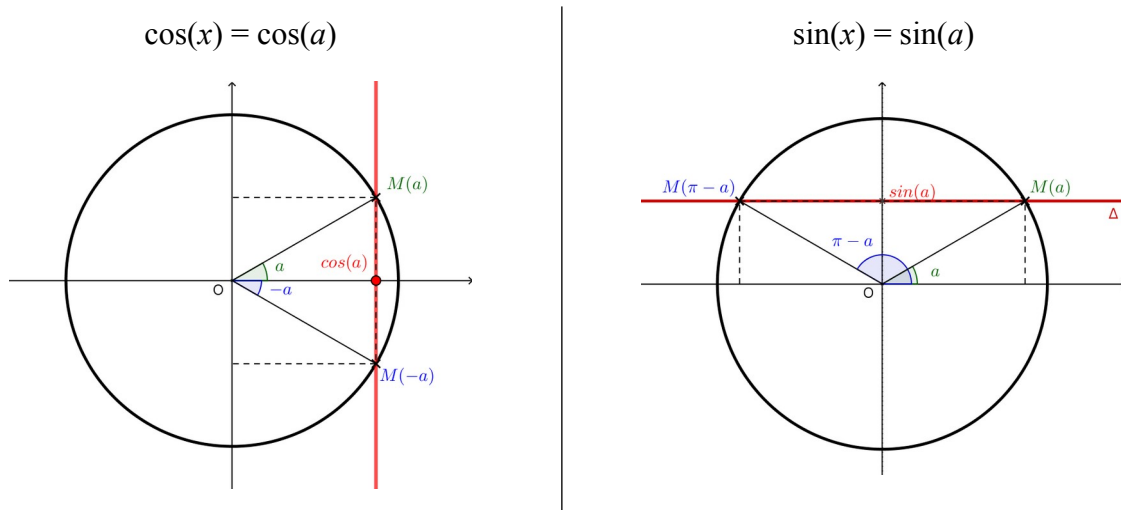 cos(x) = cos(a)
M(a)
cos(a)
a
O
−a
M(−a)
sin(x) = sin(a)
M(π − a)
sin(a)
M(a)
Δ
π − a
a
O